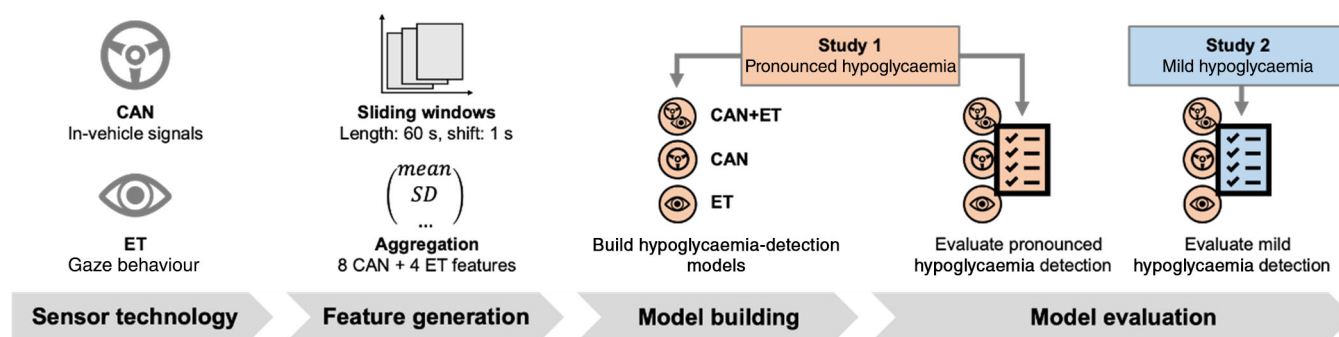 CAN
In-vehicle signals
ET
Gaze behaviour
Sliding windows
Length: 60 s, shift: 1 s
mean
SD
...
Aggregation
8 CAN + 4 ET features
Study 1
Pronounced hypoglycaemia
CAN+ET
CAN
ET
Build hypoglycaemia-detection
models
Evaluate pronounced
hypoglycaemia detection
Study 2
Mild hypoglycaemia
Evaluate mild
hypoglycaemia detection
Sensor technology
Feature generation
Model building
Model evaluation